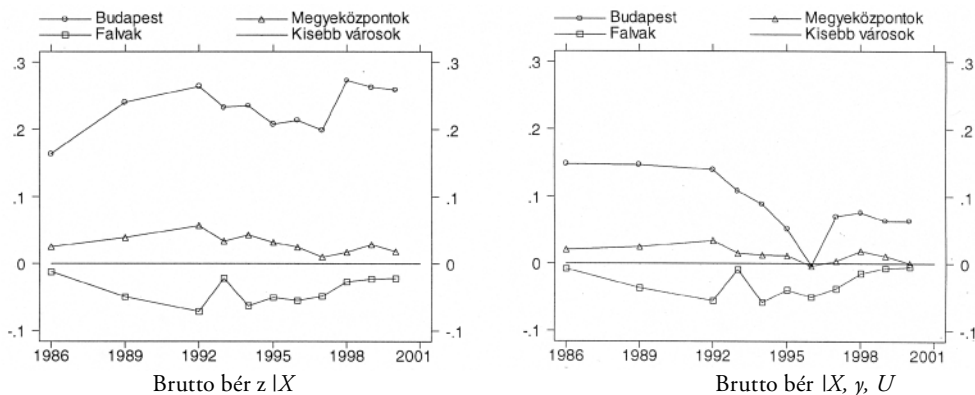 Budapest Megyeközpontok
Falvak Kisebb városok
.3 .3
.2 .2
.1 .1
0 0
-.1 -.1
1986 1989 1992 1995 1998 2001
Brutto bér z |X
Budapest Megyeközpontok
Falvak Kisebb városok
.3 .3
.2 .2
.1 .1
0 0
-.1 -.1
1986 1989 1992 1995 1998 2001
Brutto bér |X, γ, U